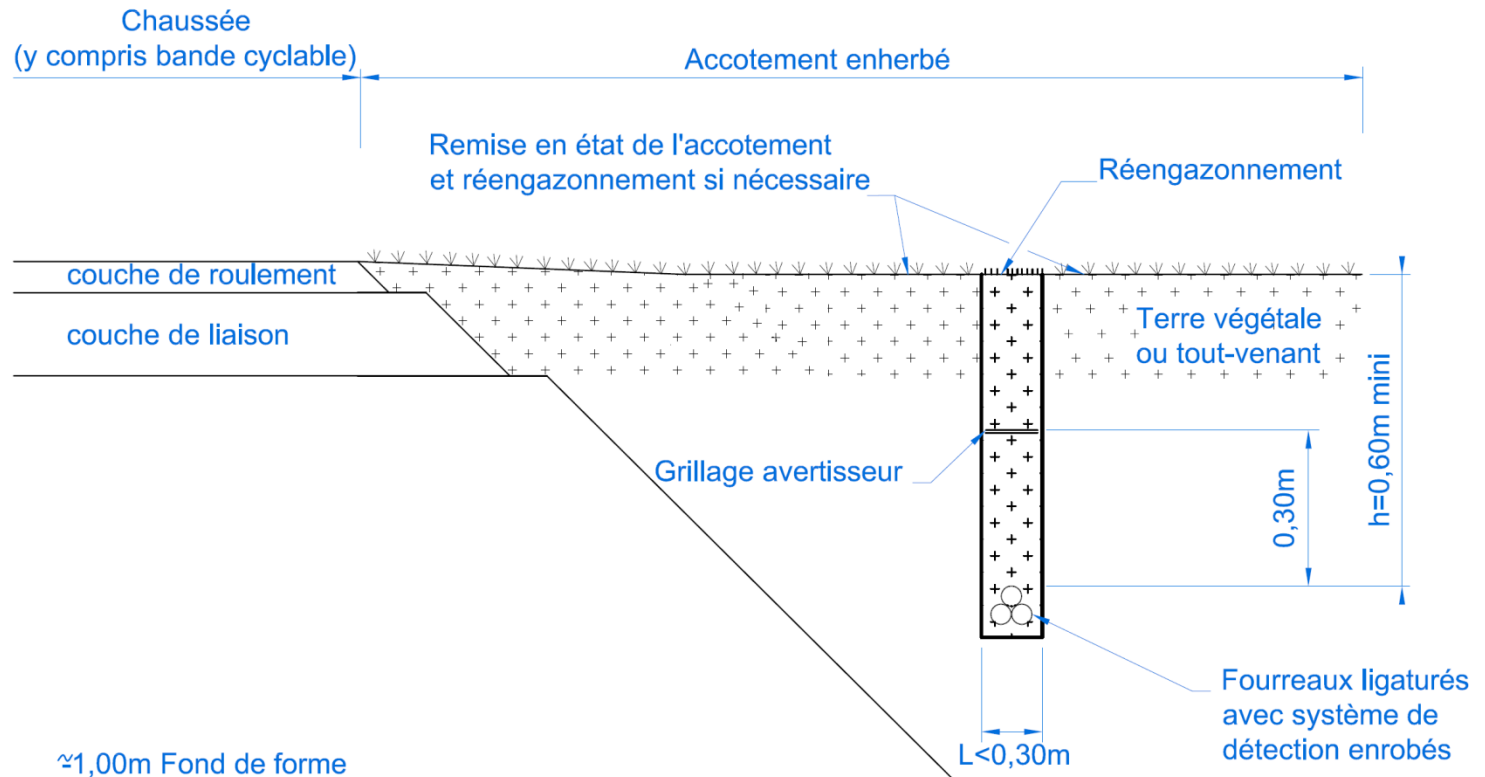 Chaussée
(y compris bande cyclable)
Accotement enherbé
Remise en état de l'accotement
et réengazonnement si nécessaire
Réengazonnement
couche de roulement
couche de liaison
Terre végétale
ou tout-venant
Grillage avertisseur
0,30m
h=0,60m mini
Fourreaux ligaturés
avec système de
détection enrobés
L<0,30m
≃1,00m Fond de forme